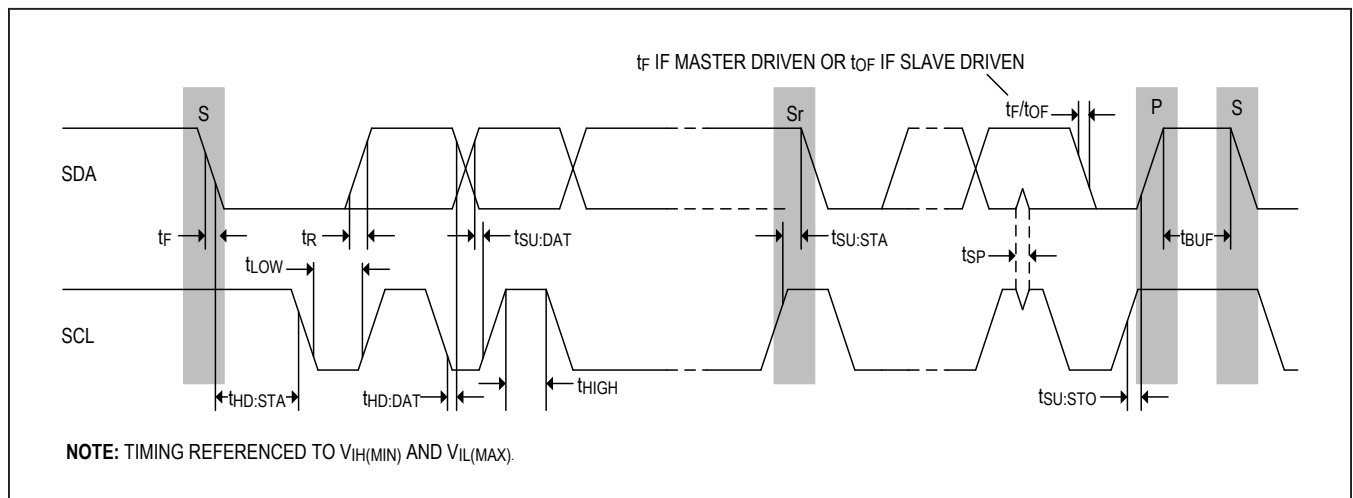 tF IF MASTER DRIVEN OR tOF IF SLAVE DRIVEN
S
Sr
tF/tOF
P
S
SDA
tF
tR
tSU:DAT
tSU:STA
tSP
tBUF
tLOW
SCL
tHD:STA
tHD:DAT
tHIGH
tSU:STO
NOTE: TIMING REFERENCED TO VIH(MIN) AND VIL(MAX).